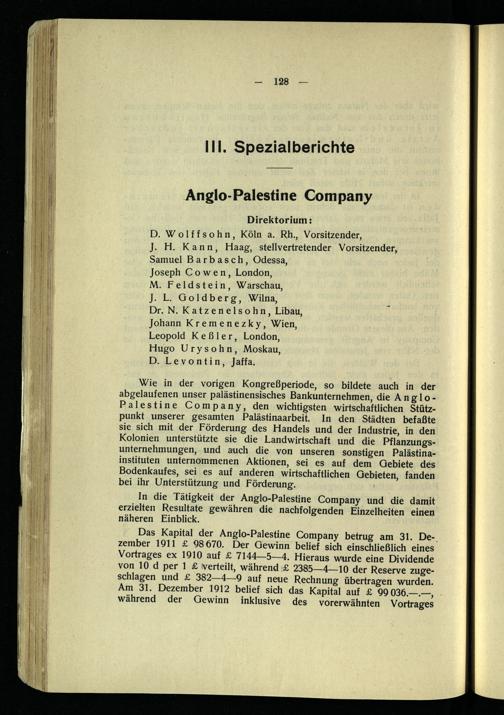 — 128 —
III. Spezialberichte
Anglo-Palestine Company
Direktorium:
D. Wolffsohn, Köln a. Rh., Vorsitzender,
J. H. Kann, Haag, stellvertretender Vorsitzender,
Samuel Barbasch, Odessa,
Joseph Cowen, London,
M. Feldstein, Warschau,
J. L. Goldberg, Wilna,
Dr. N. Katzenelsohn, Libau,
Johann Kremenezky, Wien,
Leopold Keßler, London,
Hugo Urysohn, Moskau,
D. Levontin, Jaffa.
Wie in der vorigen Kongreßperiode, so bildete auch in der
abgelaufenen unser palästinensisches Bankunternehmen, die Anglo-
Palestine Company, den wichtigsten wirtschaftlichen Stütz-
punkt unserer gesamten Palästinaarbeit. In den Städten befaßte
sie sich mit der Förderung des Handels und der Industrie, in den
Kolonien unterstützte sie die Landwirtschaft und die Pflanzungs-
unternehmungen, und auch die von unseren sonstigen Palästina-
instituten unternommenen Aktionen, sei es auf dem Gebiete des
Bodenkaufes, sei es auf anderen wirtschaftlichen Gebieten, fanden
bei ihr Unterstützung und Förderung.
In die Tätigkeit der Anglo-Palestine Company und die damit
erzielten Resultate gewähren die nachfolgenden Einzelheiten einen
näheren Einblick.
Das Kapital der Anglo-Palestine Company betrug am 31. De-
zember 1911 £ 98670. Der Gewinn belief sich einschließlich eines
Vortrages ex 1910 auf £ 7144—5—4. Hieraus wurde eine Dividende
von 10 d per 1 £ verteilt, während £ 2385—4—10 der Reserve zuge-
schlagen und £ 382—4—9 auf neue Rechnung übertragen wurden.
Am 31. Dezember 1912 belief sich das Kapital auf £ 99036.—.—,
während der Gewinn inklusive des vorerwähnten Vortrages